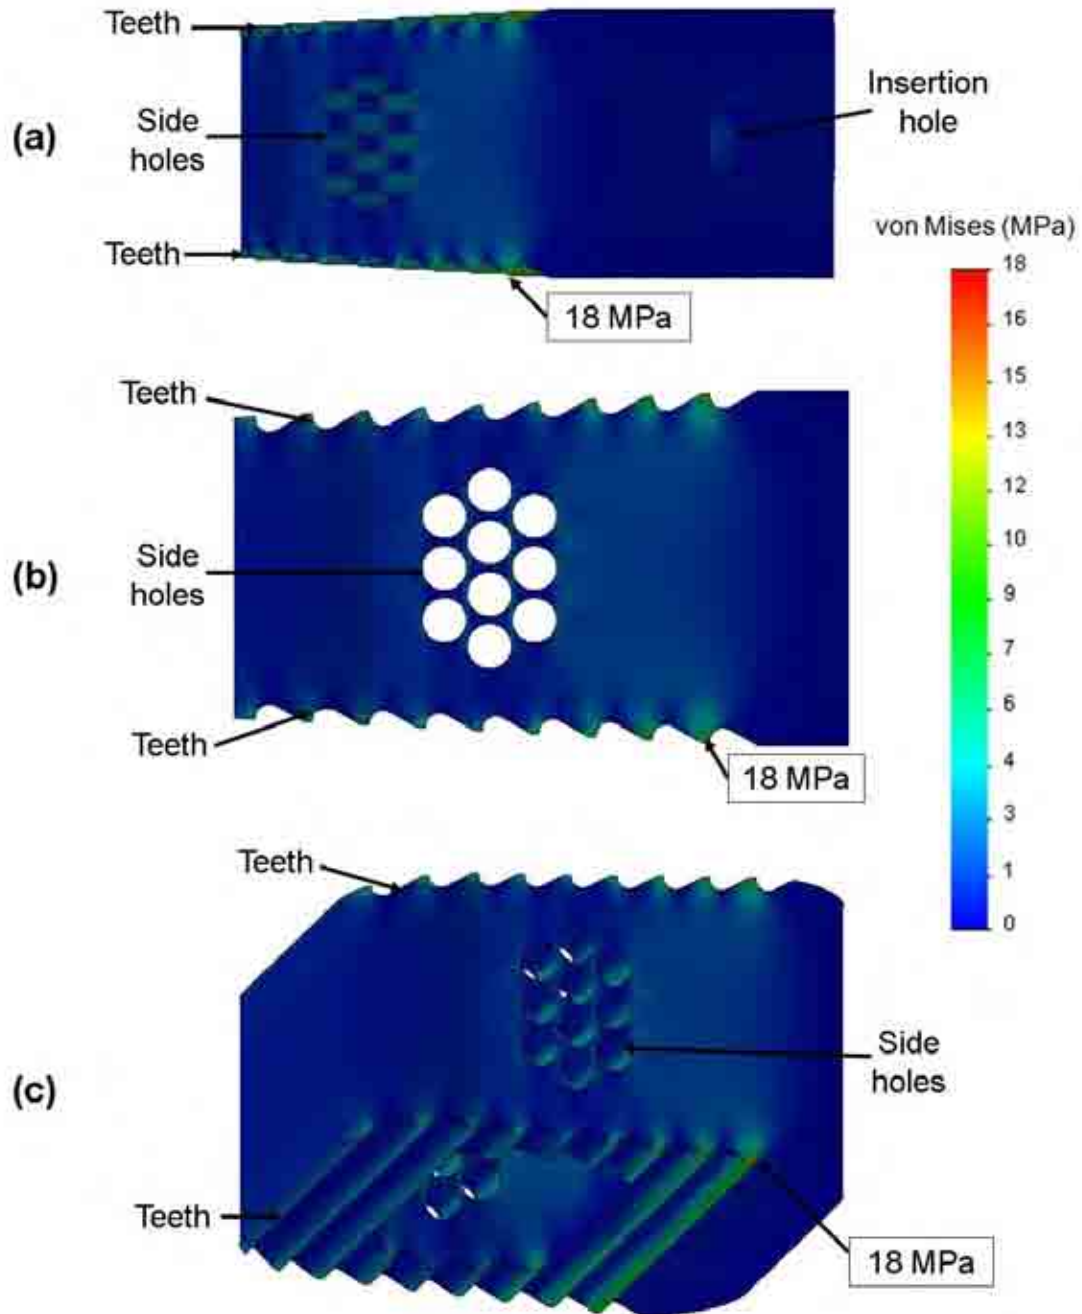 (a)
Teeth
Side
holes
Teeth
Insertion
hole
18 MPa
von Mises (MPa)
18
16
15
13
12
10
9
7
6
4
3
1
0
(b)
Teeth
Side
holes
Teeth
18 MPa
(c)
Teeth
Side
holes
Teeth
18 MPa